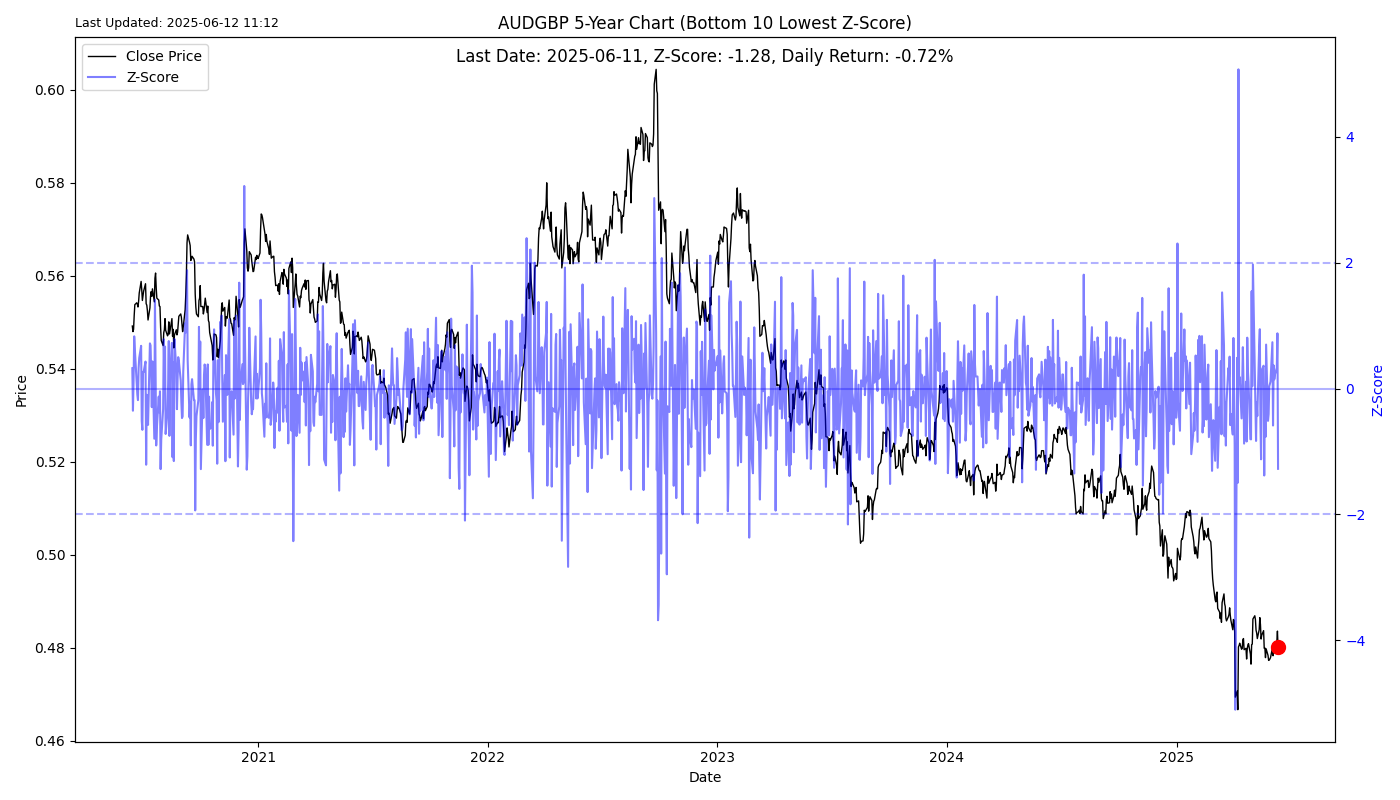 Last Updated: 2025-06-12 11:12
AUDGBP 5-Year Chart (Bottom 10 Lowest Z-Score)
Last Date: 2025-06-11, Z-Score: -1.28, Daily Return: -0.72%
Close Price
Z-Score
0.60
0.58
0.56
0.54
0.52
0.50
0.48
0.46
Price
4
2
0
−2
−4
Z-Score
2021
2022
2023
2024
2025
Date